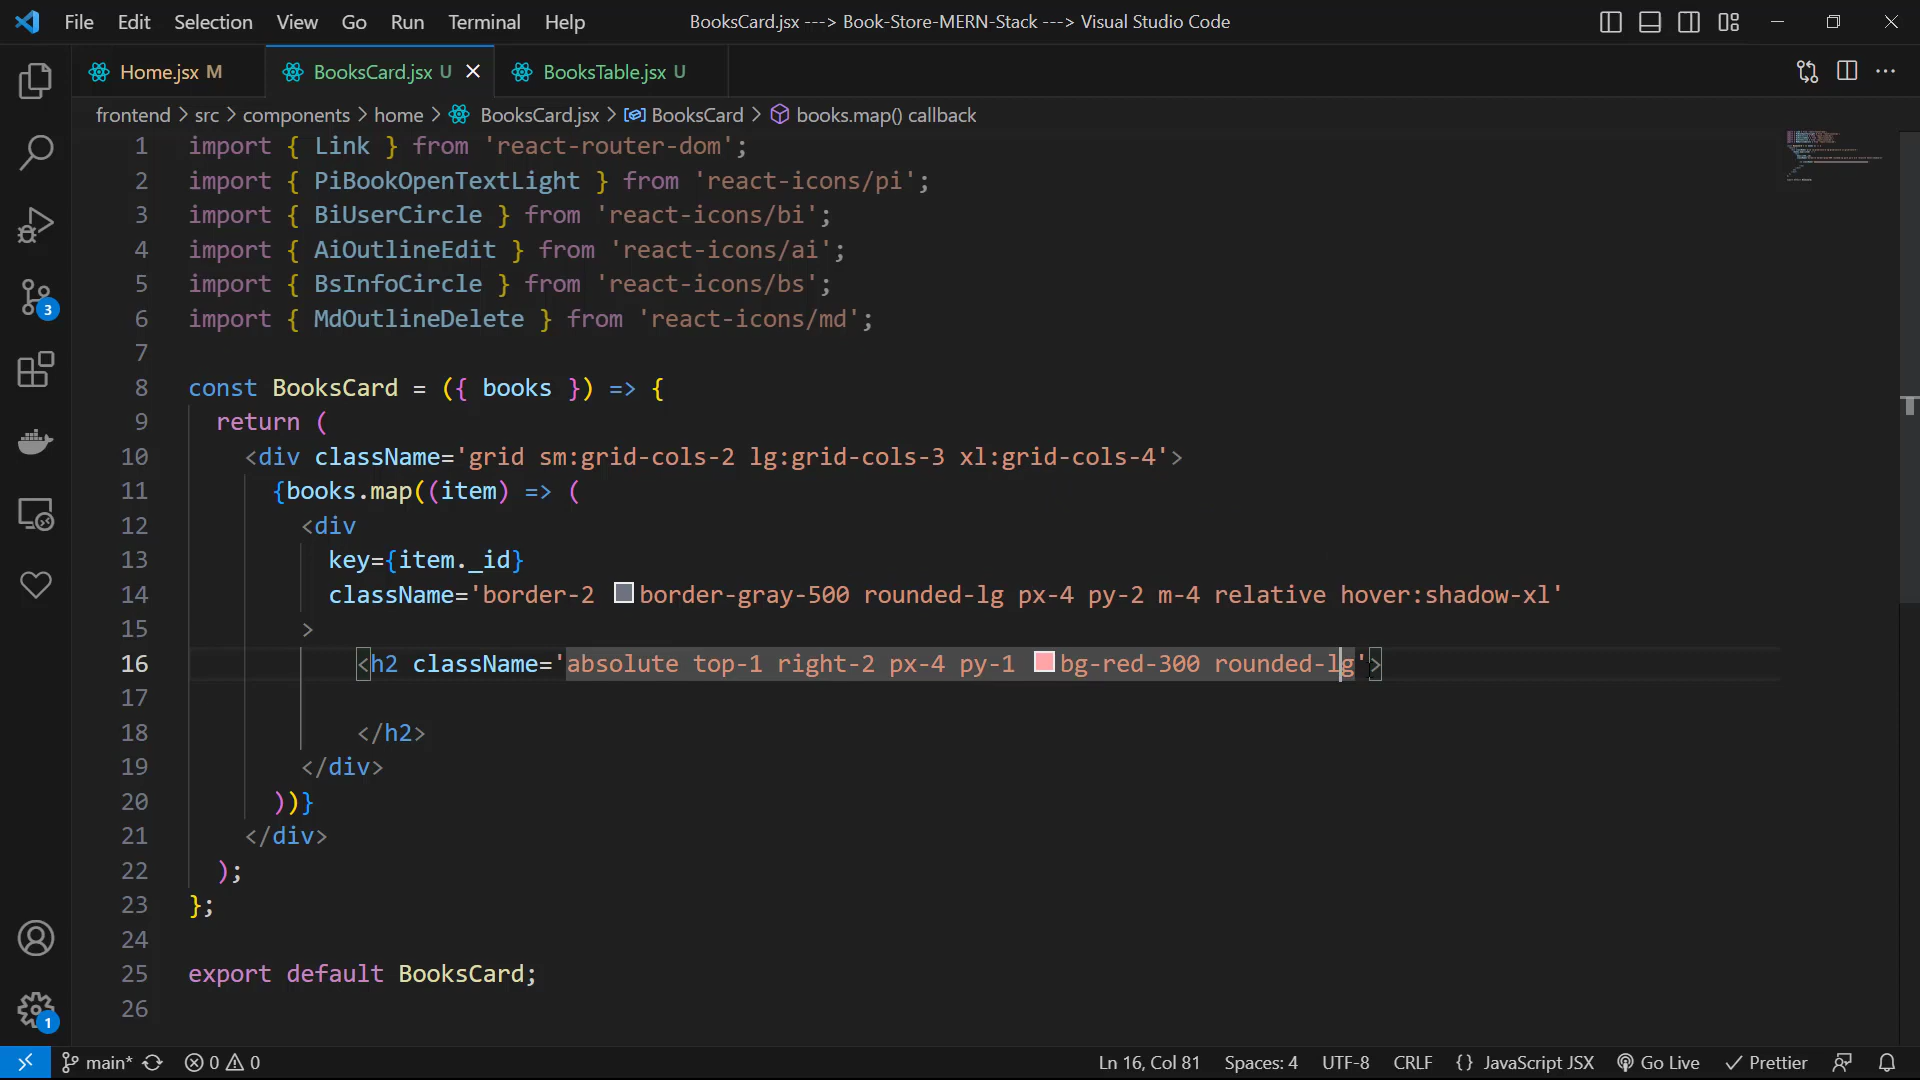 File Edit Selection View Go Run Terminal Help BooksCard.jsx ---> Book-Store-MERN-Stack ---> Visual Studio Code
Home.jsx M BooksCard.jsx U BooksTable.jsx U
frontend > src > components > home > BooksCard.jsx > BooksCard > books.map() callback
1 import { Link } from 'react-router-dom';
2 import { PiBookOpenTextLight } from 'react-icons/pi';
3 import { BiUserCircle } from 'react-icons/bi';
4 import { AiOutlineEdit } from 'react-icons/ai';
5 import { BsInfoCircle } from 'react-icons/bs';
6 import { MdOutlineDelete } from 'react-icons/md';
7
8 const BooksCard = ({ books }) => {
9 return (
10 <div className='grid sm:grid-cols-2 lg:grid-cols-3 xl:grid-cols-4'>
11 {books.map((item) => (
12 <div
13 key={item._id}
14 className='border-2 border-gray-500 rounded-lg px-4 py-2 m-4 relative hover:shadow-xl'
15 >
16 <h2 className='absolute top-1 right-2 px-4 py-1 bg-red-300 rounded-lg'>
17
18 </h2>
19 </div>
20 ))}
21 </div>
22 );
23 };
24
25 export default BooksCard;
26
3
1
main* 0 0 Ln 16, Col 81 Spaces: 4 UTF-8 CRLF {} JavaScript JSX Go Live Prettier